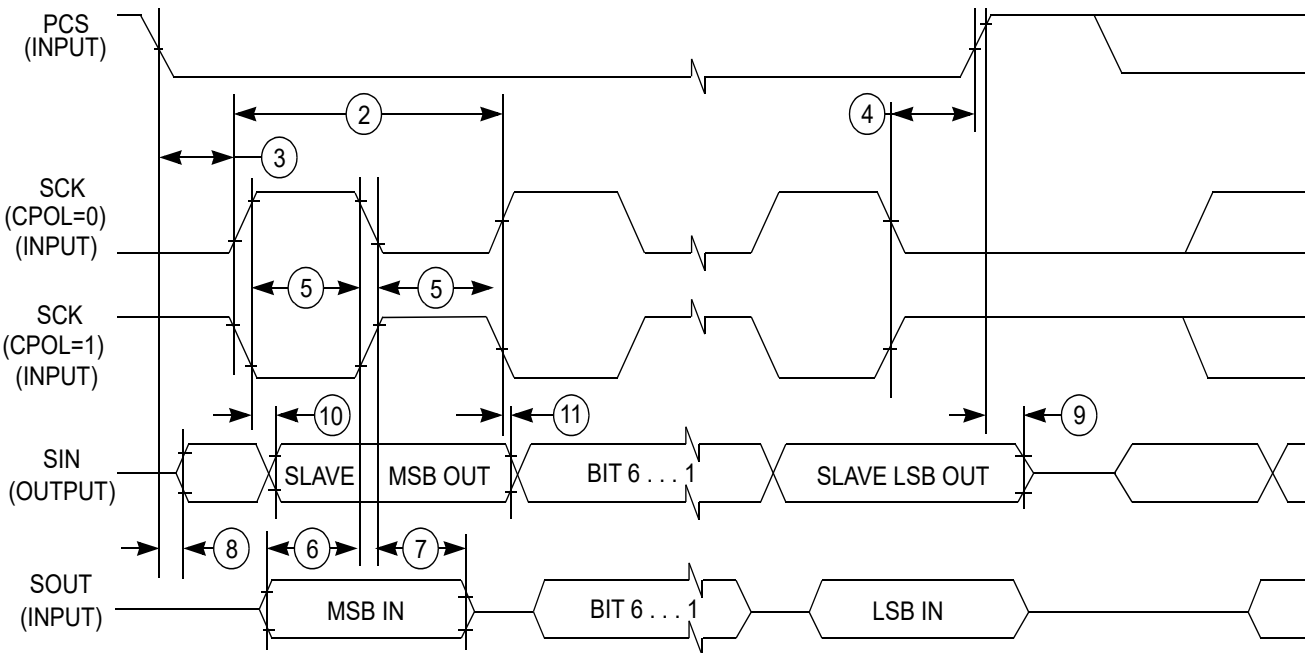 PCS
(INPUT)
2
4
3
SCK
(CPOL=0)
(INPUT)
5
5
SCK
(CPOL=1)
(INPUT)
10
11
9
SIN
(OUTPUT)
SLAVE
MSB OUT
BIT 6 . . . 1
SLAVE LSB OUT
8
6
7
SOUT
(INPUT)
MSB IN
BIT 6 . . . 1
LSB IN